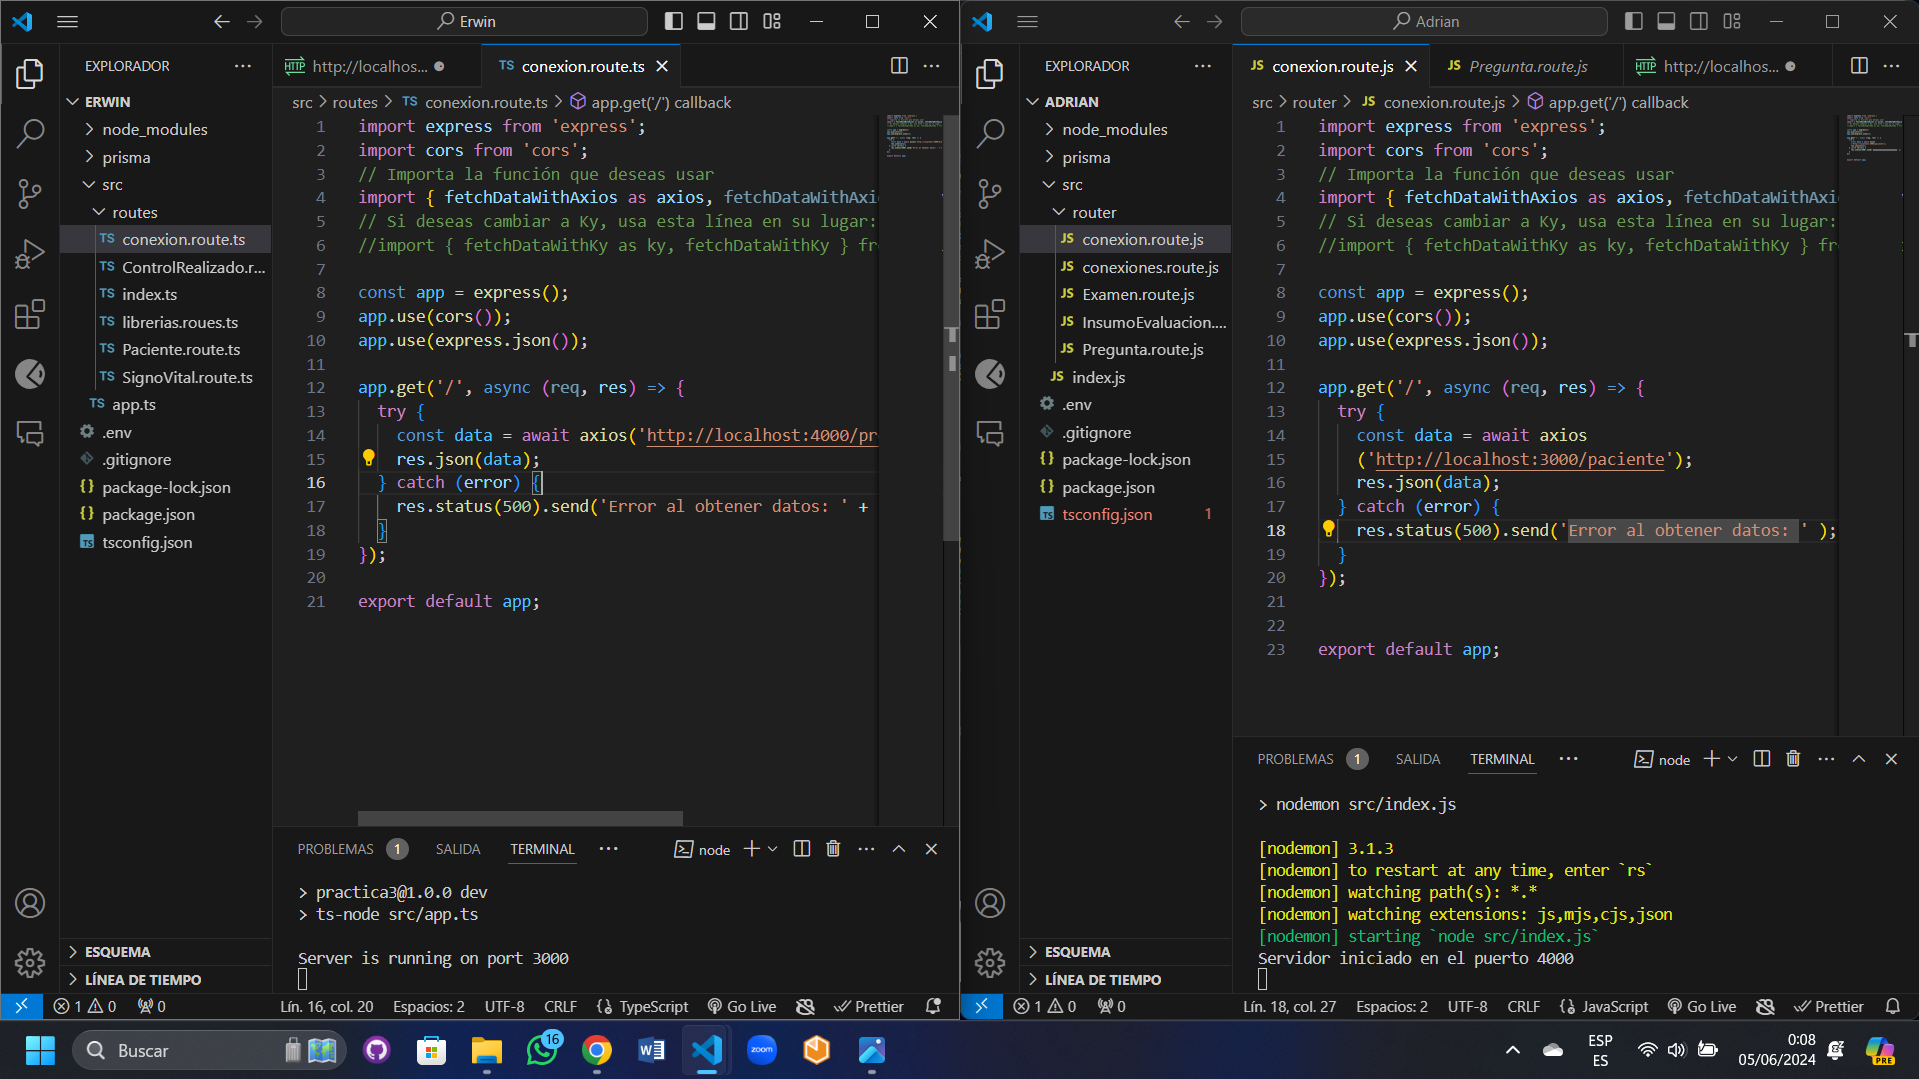 Erwin
EXPLORADOR
ERWIN
node_modules
prisma
src
routes
TS conexion.route.ts
TS ControlRealizado.r...
TS index.ts
TS librerias.roues.ts
TS Paciente.route.ts
TS SignoVital.route.ts
TS app.ts
.env
.gitignore
{} package-lock.json
{} package.json
TS tsconfig.json
ESQUEMA
LÍNEA DE TIEMPO
HTTP http://localhos...
TS conexion.route.ts
src > routes > TS conexion.route.ts > app.get('/') callback
1 import express from 'express';
2 import cors from 'cors';
3 // Importa la función que deseas usar
4 import { fetchDataWithAxios as axios, fetchDataWithAxi
5 // Si deseas cambiar a Ky, usa esta línea en su lugar:
6 //import { fetchDataWithKy as ky, fetchDataWithKy } fr
7
8 const app = express();
9 app.use(cors());
10 app.use(express.json());
11
12 app.get('/', async (req, res) => {
13 try {
14 const data = await axios('http://localhost:4000/pr
15 res.json(data);
16 } catch (error) {
17 res.status(500).send('Error al obtener datos: ' +
18 }
19 });
20
21 export default app;
PROBLEMAS 1 SALIDA TERMINAL ··· node
> practica3@1.0.0 dev
> ts-node src/app.ts
Server is running on port 3000
1 0 0 Lín. 16, col. 20 Espacios: 2 UTF-8 CRLF {} TypeScript Go Live Prettier
Adrian
EXPLORADOR
ADRIAN
node_modules
prisma
src
router
JS conexion.route.js
JS conexiones.route.js
JS Examen.route.js
JS InsumoEvaluacion....
JS Pregunta.route.js
JS index.js
.env
.gitignore
{} package-lock.json
{} package.json
TS tsconfig.json 1
ESQUEMA
LÍNEA DE TIEMPO
JS conexion.route.js
JS Pregunta.route.js
HTTP http://localhos...
src > router > JS conexion.route.js > app.get('/') callback
1 import express from 'express';
2 import cors from 'cors';
3 // Importa la función que deseas usar
4 import { fetchDataWithAxios as axios, fetchDataWithAxio
5 // Si deseas cambiar a Ky, usa esta línea en su lugar:
6 //import { fetchDataWithKy as ky, fetchDataWithKy } fro
7
8 const app = express();
9 app.use(cors());
10 app.use(express.json());
11
12 app.get('/', async (req, res) => {
13 try {
14 const data = await axios
15 ('http://localhost:3000/paciente');
16 res.json(data);
17 } catch (error) {
18 res.status(500).send('Error al obtener datos: ' );
19 }
20 });
21
22
23 export default app;
PROBLEMAS 1 SALIDA TERMINAL ··· node
> nodemon src/index.js
[nodemon] 3.1.3
[nodemon] to restart at any time, enter `rs`
[nodemon] watching path(s): *.*
[nodemon] watching extensions: js,mjs,cjs,json
[nodemon] starting `node src/index.js`
Servidor iniciado en el puerto 4000
1 0 0 Lín. 18, col. 27 Espacios: 2 UTF-8 CRLF {} JavaScript Go Live Prettier
Buscar
16
zoom
ESP
ES
0:08
05/06/2024
PRE